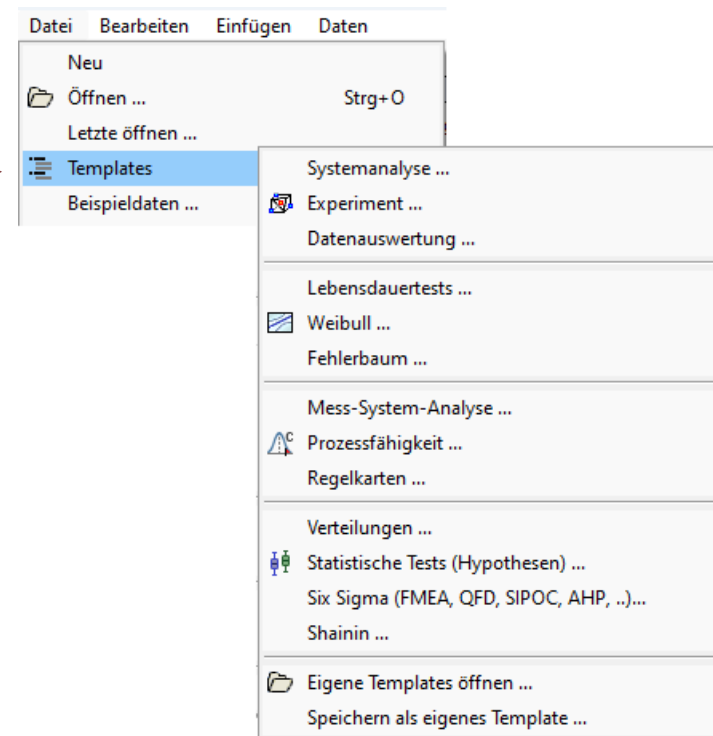 Datei Bearbeiten Einfügen Daten
Neu
Öffnen ... Strg+O
Letzte öffnen ...
Templates
Beispieldaten ...
Systemanalyse ...
Experiment ...
Datenauswertung ...
Lebensdauertests ...
Weibull ...
Fehlerbaum ...
Mess-System-Analyse ...
Prozessfähigkeit ...
Regelkarten ...
Verteilungen ...
Statistische Tests (Hypothesen) ...
Six Sigma (FMEA, QFD, SIPOC, AHP, ..)...
Shainin ...
Eigene Templates öffnen ...
Speichern als eigenes Template ...